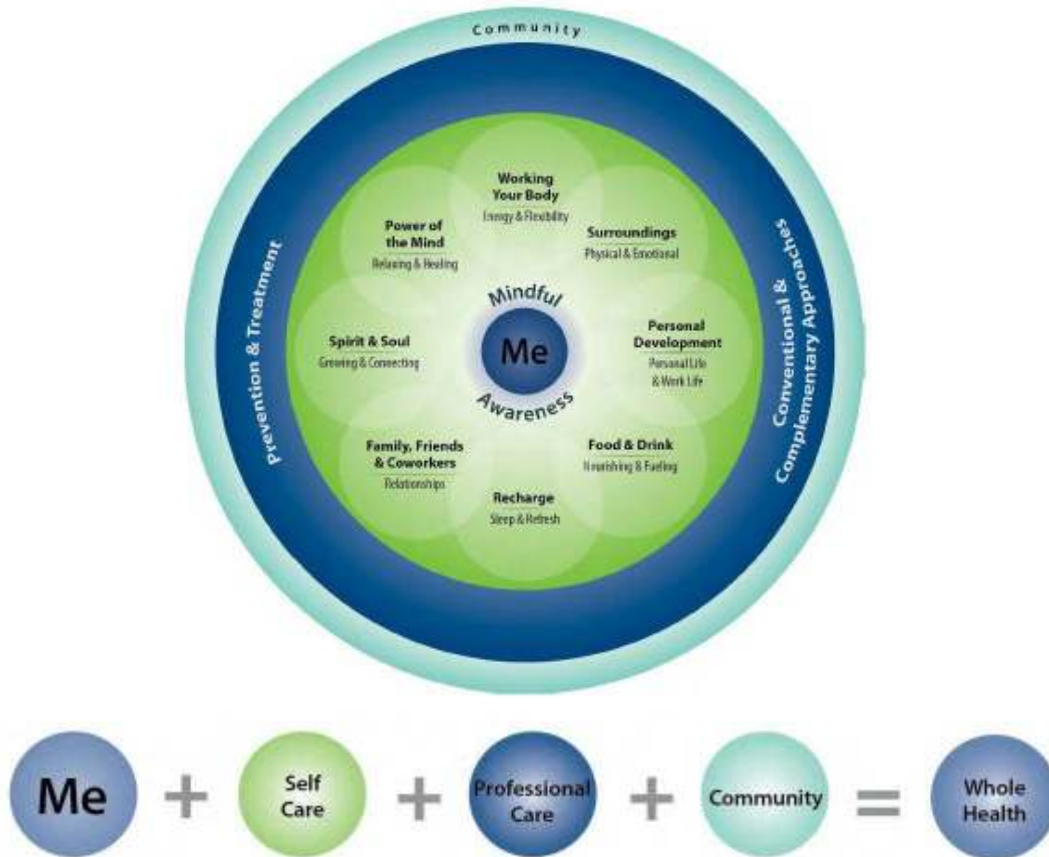 Community
Prevention & Treatment
Conventional &
Complementary Approaches
Working
Your Body
Energy & Flexibility
Surroundings
Physical & Emotional
Personal
Development
Personal Life
& Work Life
Food & Drink
Nourishing & Fueling
Recharge
Sleep & Refresh
Family, Friends
& Coworkers
Relationships
Spirit & Soul
Growing & Connecting
Power of
the Mind
Relaxing & Healing
Mindful
Me
Awareness
Me
+
Self
Care
+
Professional
Care
+
Community
=
Whole
Health